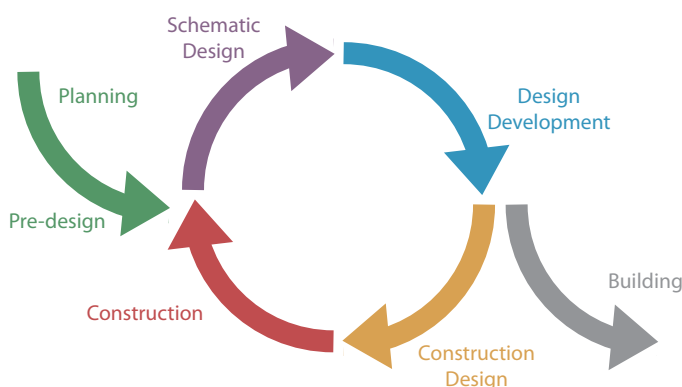 Schematic
Design
Planning
Design
Development
Pre-design
Building
Construction
Construction
Design